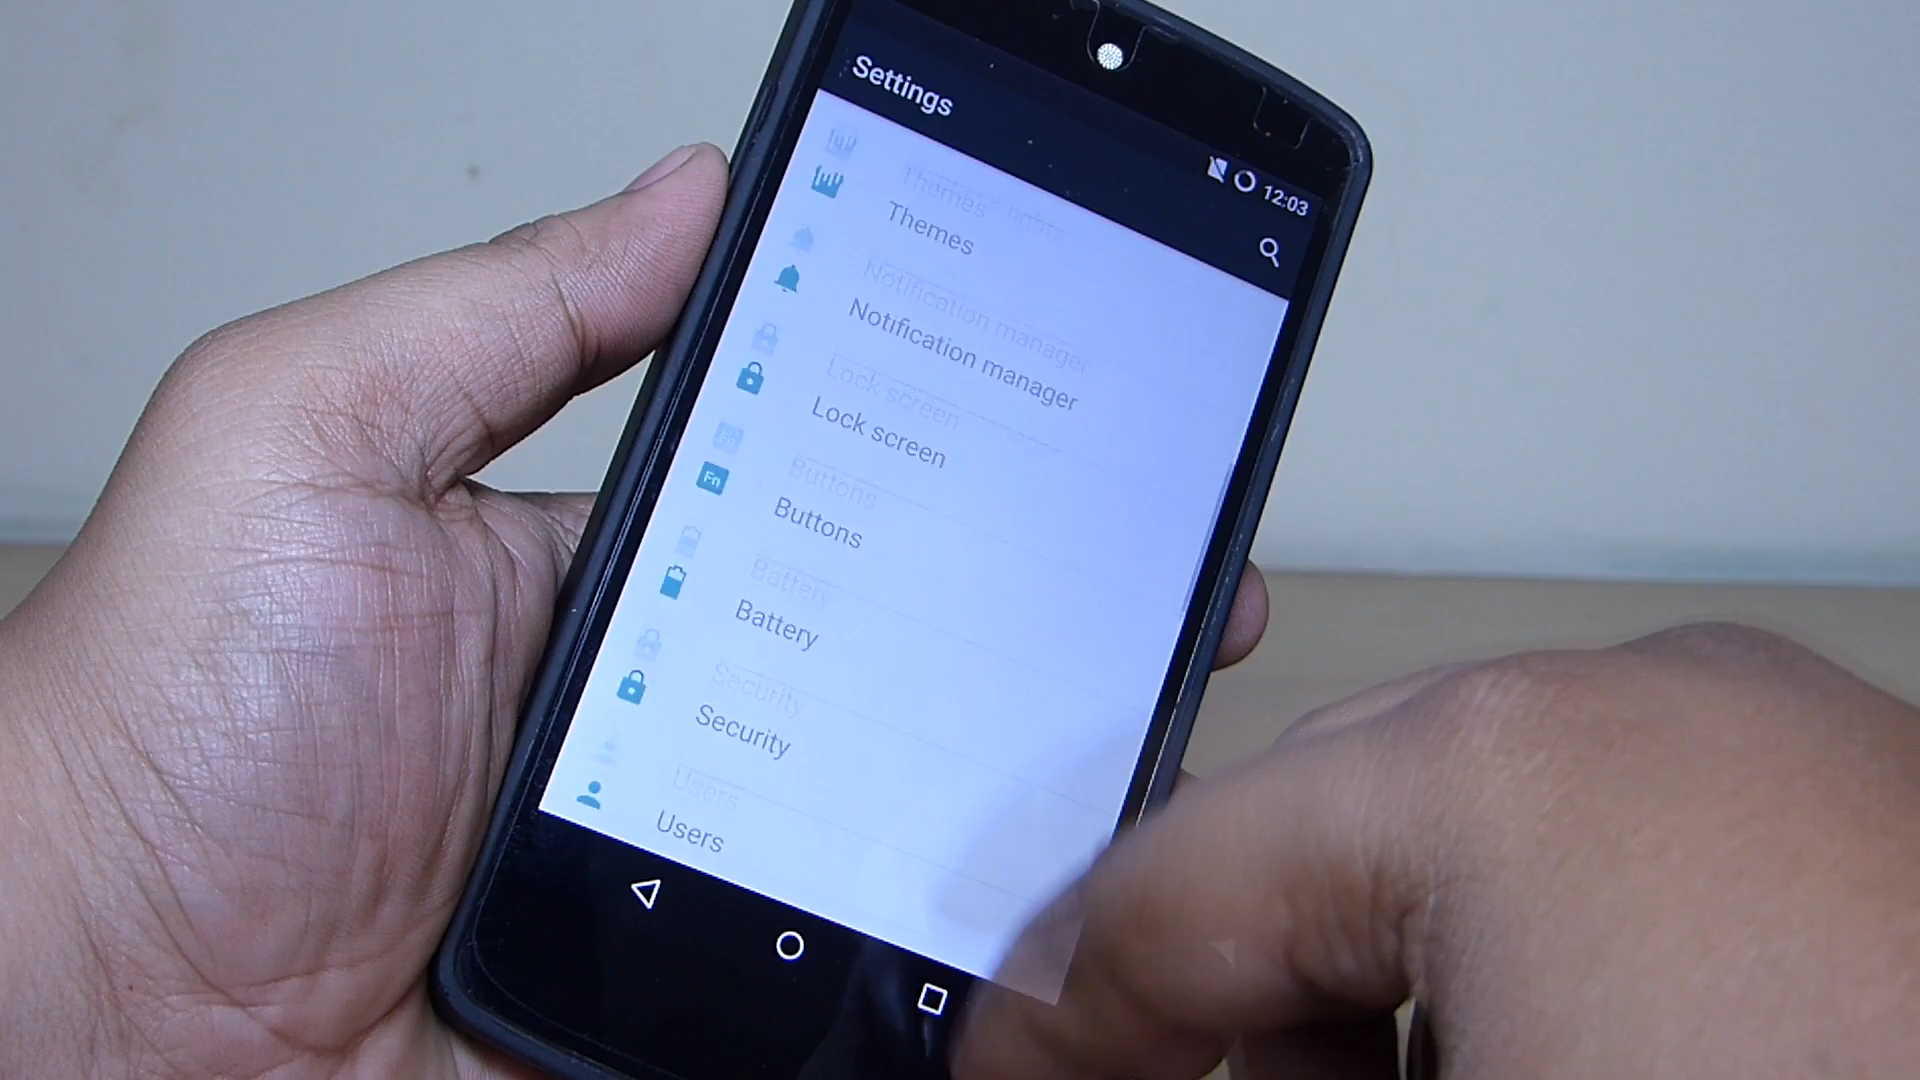 Settings
12:03
Themes
Notification manager
Lock screen
Fn
Buttons
Battery
Security
Users